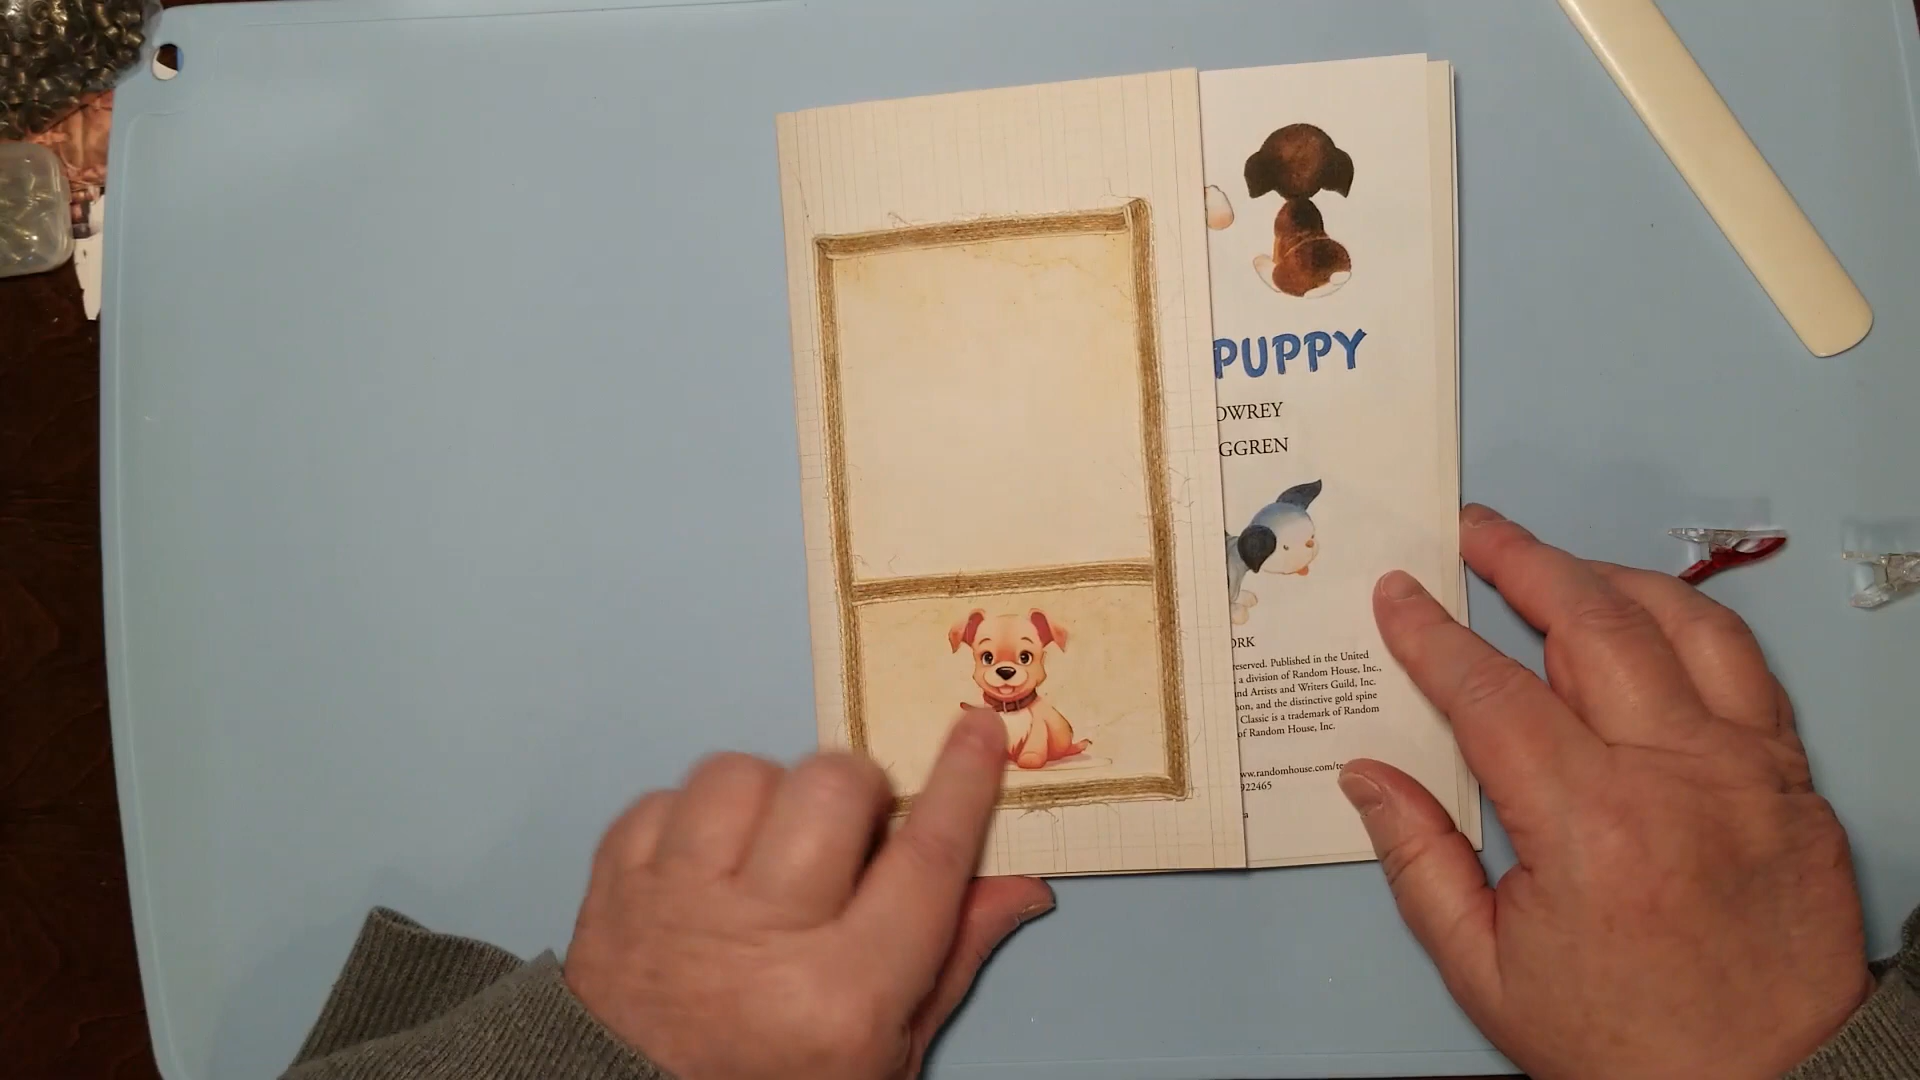 PUPPY
OWREY
GGREN
ORK
reserved. Published in the United
, a division of Random House, Inc.,
and Artists and Writers Guild, Inc.
on, and the distinctive gold spine
Classic is a trademark of Random
of Random House, Inc.
www.randomhouse.com/te
922465
a